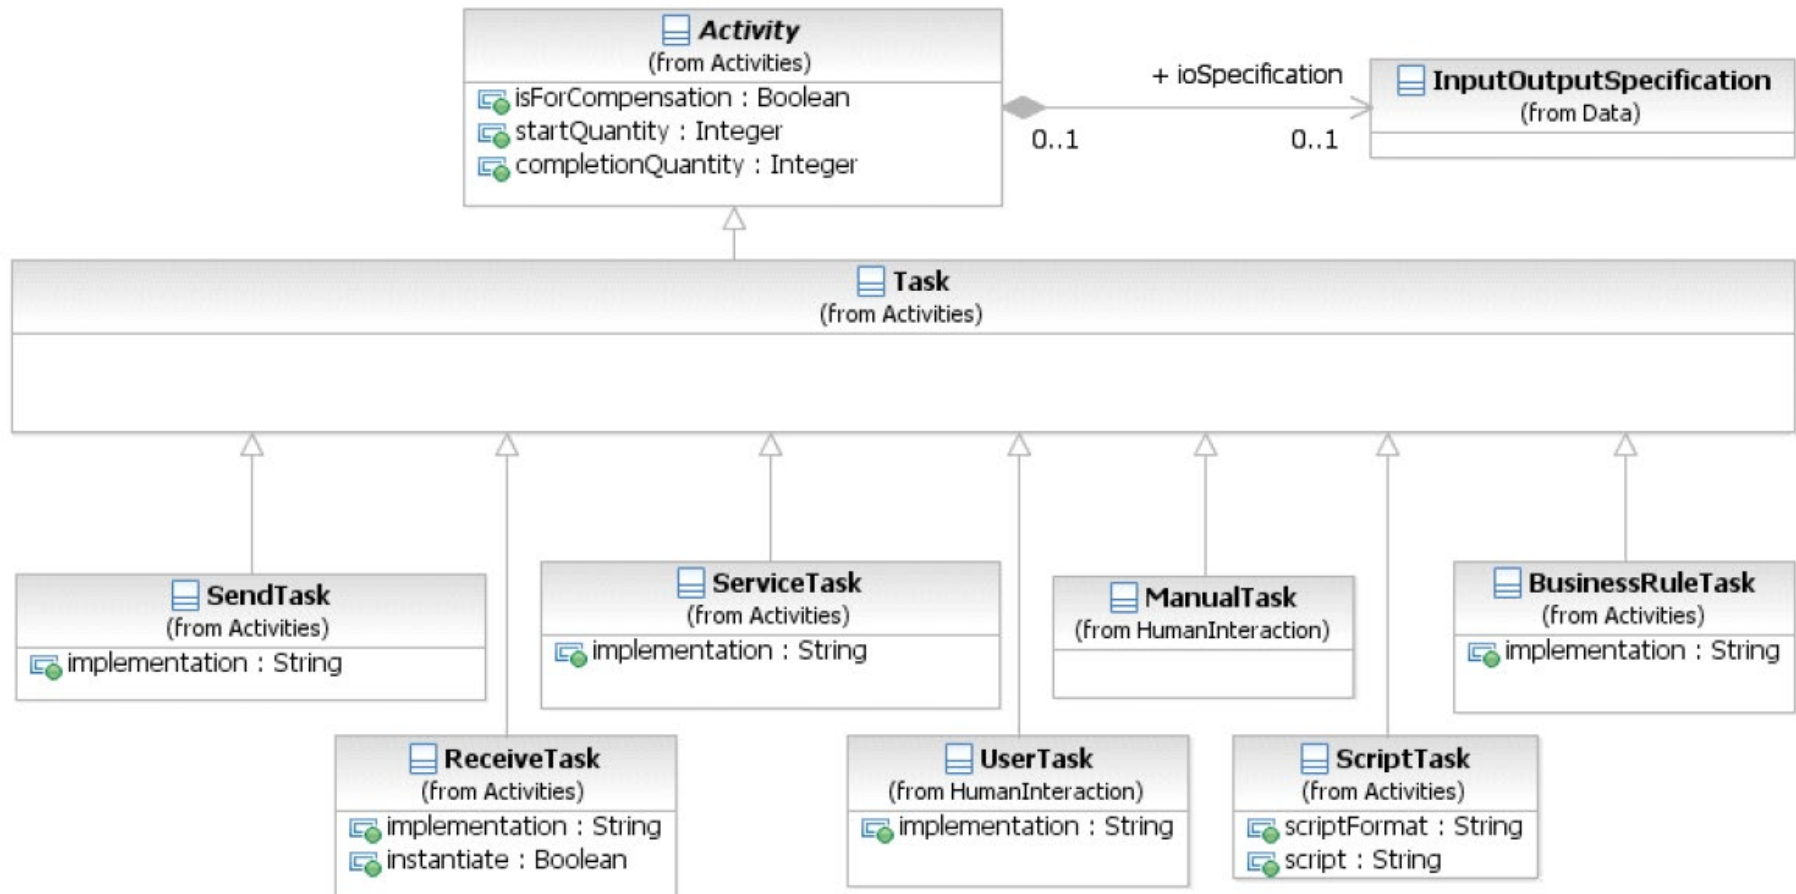 Activity
(from Activities)
isForCompensation : Boolean
startQuantity : Integer
completionQuantity : Integer
+ ioSpecification
0..1
0..1
InputOutputSpecification
(from Data)
Task
(from Activities)
SendTask
(from Activities)
implementation : String
ServiceTask
(from Activities)
implementation : String
ManualTask
(from HumanInteraction)
BusinessRuleTask
(from Activities)
implementation : String
ReceiveTask
(from Activities)
implementation : String
instantiate : Boolean
UserTask
(from HumanInteraction)
implementation : String
ScriptTask
(from Activities)
scriptFormat : String
script : String